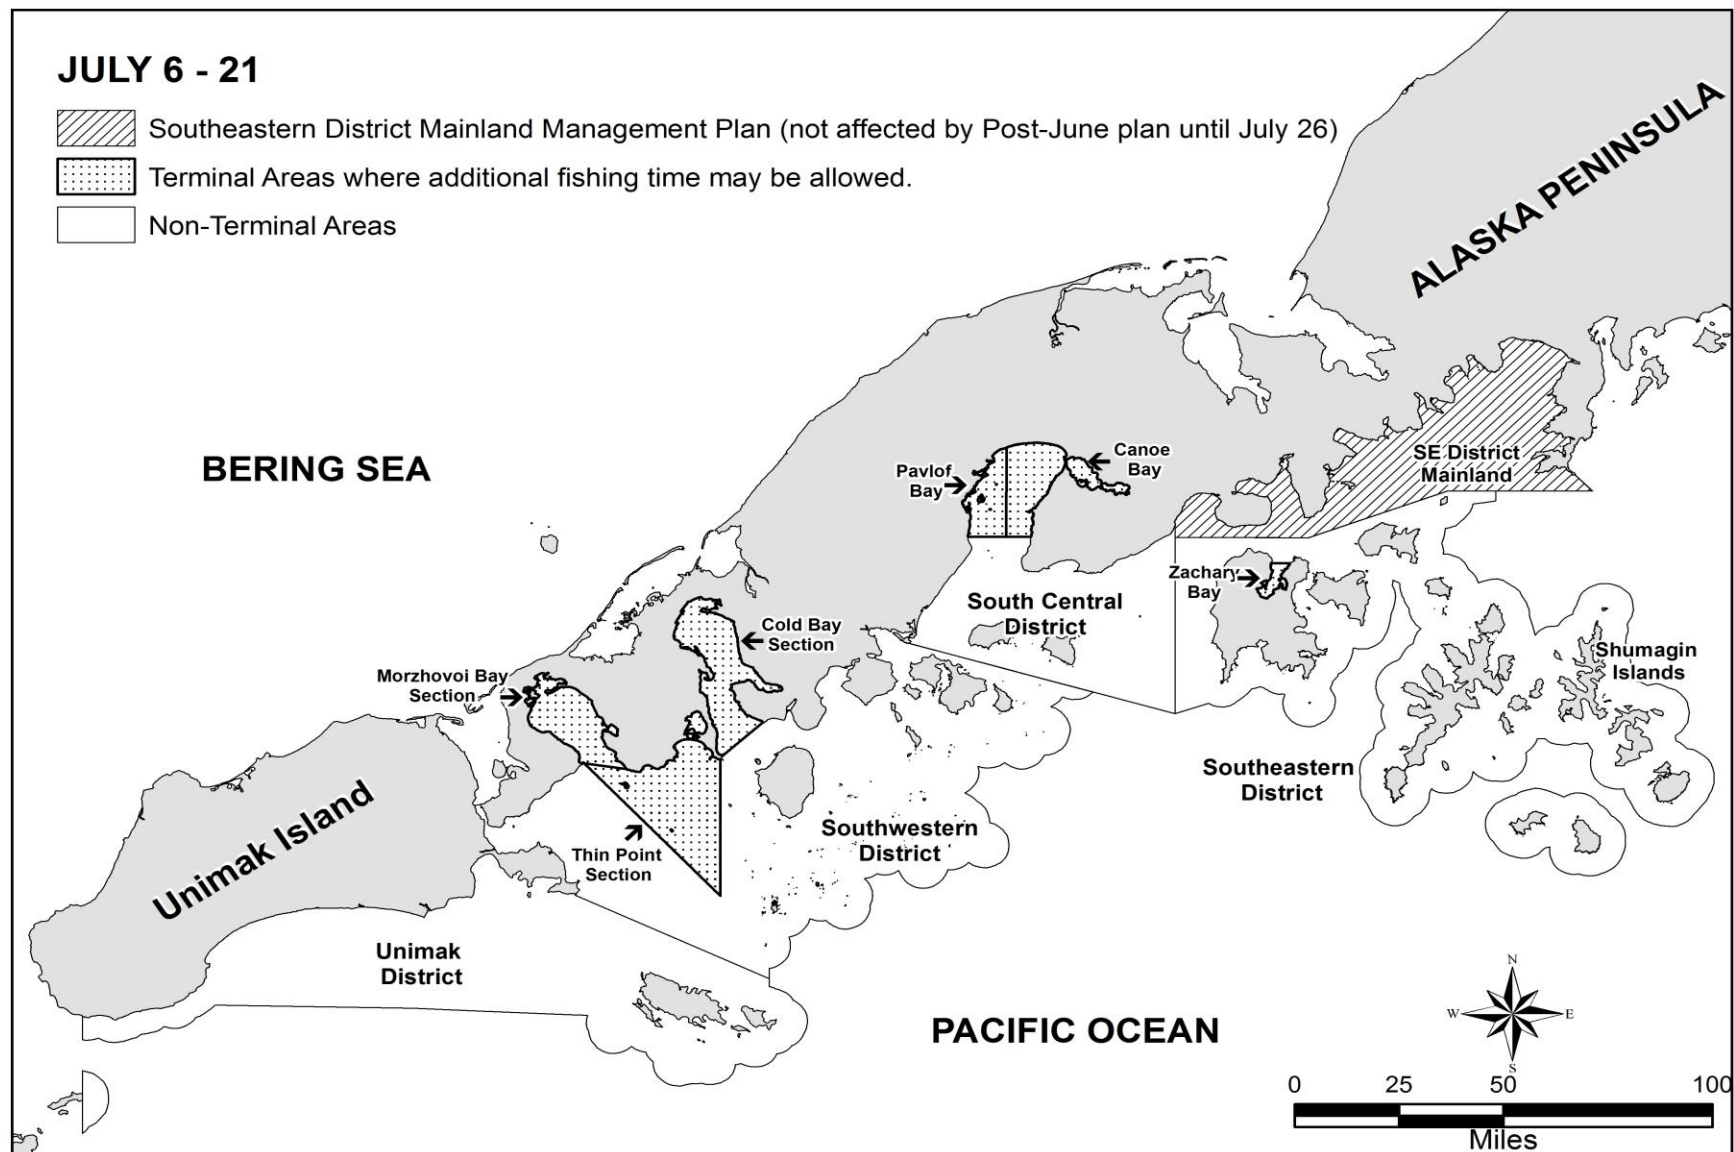 JULY 6 - 21
Southeastern District Mainland Management Plan (not affected by Post-June plan until July 26)
Terminal Areas where additional fishing time may be allowed.
Non-Terminal Areas
ALASKA PENINSULA
BERING SEA
Canoe
Bay
Pavlof
Bay
SE District
Mainland
Zachary
Bay
South Central
District
Cold Bay
Section
Morzhovoi Bay
Section
Shumagin
Islands
Southeastern
District
Unimak Island
Southwestern
District
Thin Point
Section
Unimak
District
PACIFIC OCEAN
N
W
E
S
0 25 50 100
Miles